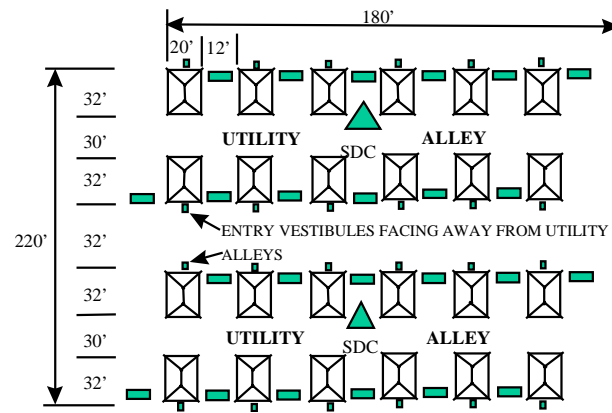 180’
20’ 12’
32’
30’
UTILITY ALLEY
SDC
32’
ENTRY VESTIBULES FACING AWAY FROM UTILITY
220’
32’
ALLEYS
32’
30’
UTILITY ALLEY
SDC
32’